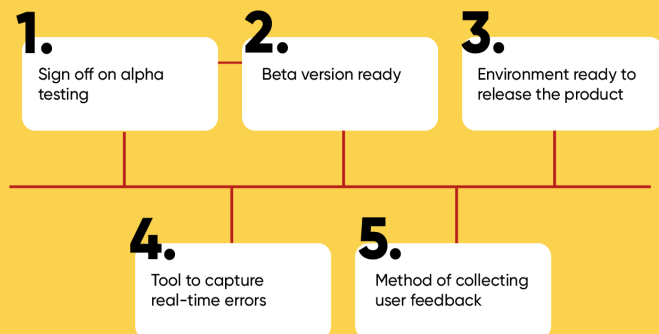 1.
Sign off on alpha
testing
2.
Beta version ready
3.
Environment ready to
release the product
4.
Tool to capture
real-time errors
5.
Method of collecting
user feedback